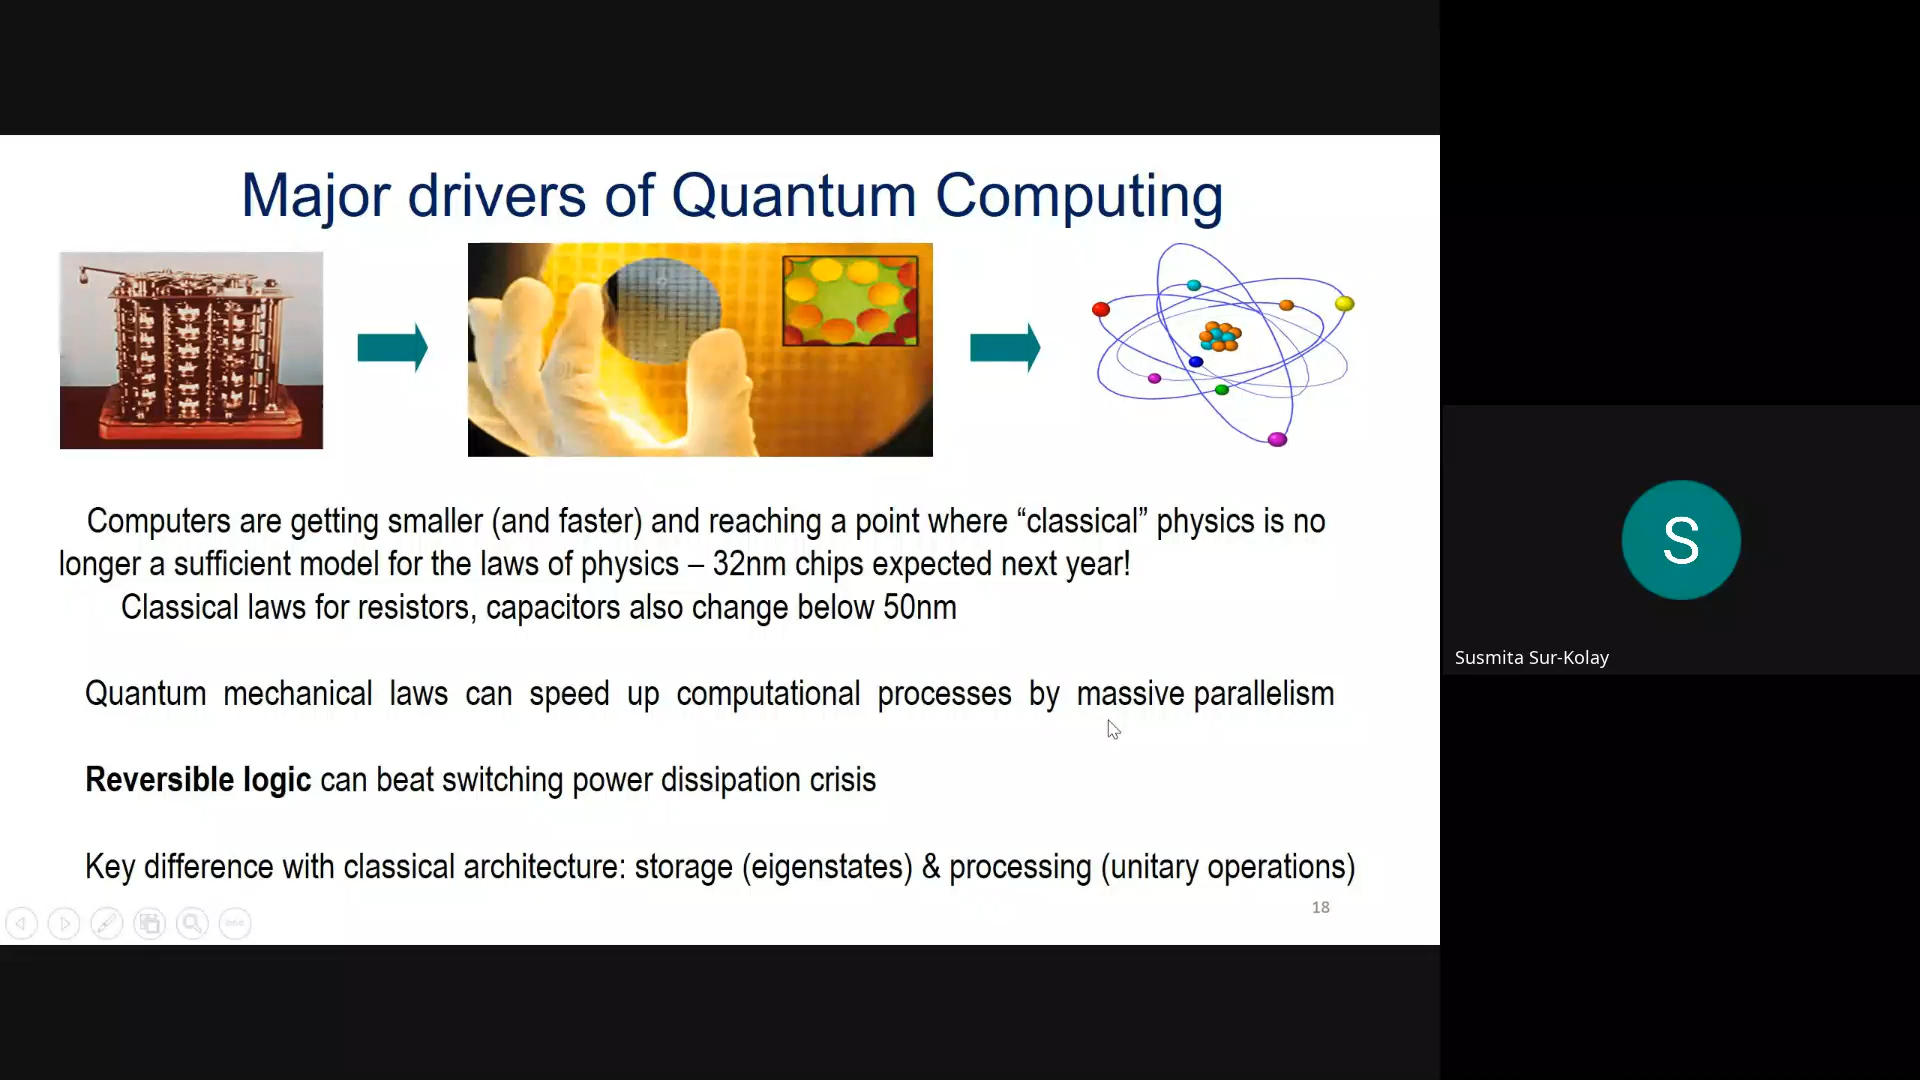 Major drivers of Quantum Computing
Computers are getting smaller (and faster) and reaching a point where “classical” physics is no
longer a sufficient model for the laws of physics – 32nm chips expected next year!
Classical laws for resistors, capacitors also change below 50nm
Quantum mechanical laws can speed up computational processes by massive parallelism
Reversible logic can beat switching power dissipation crisis
Key difference with classical architecture: storage (eigenstates) & processing (unitary operations)
18
S
Susmita Sur-Kolay